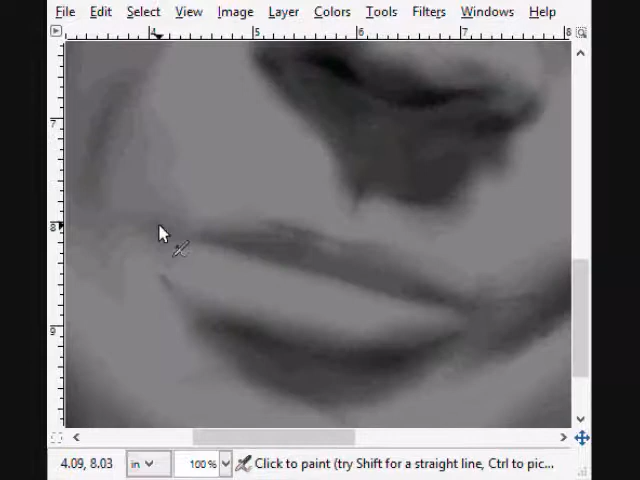 File Edit Select View Image Layer Colors Tools Filters Windows Help
4 5 6 7 8
7
8
9
4.09, 8.03 in 100% Click to paint (try Shift for a straight line, Ctrl to pic...